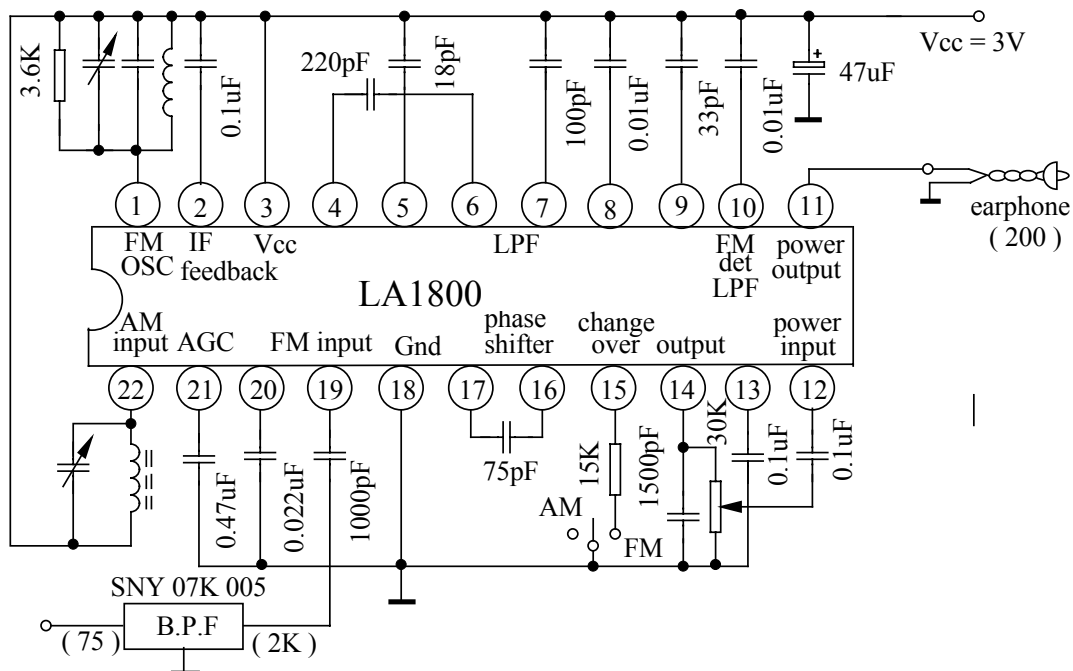 Vcc = 3V
3.6K
0.1uF
220pF
18pF
100pF
0.01uF
33pF
0.01uF
47uF
+
earphone
( 200 )
1
2
3
4
5
6
7
8
9
10
11
FM
OSC
IF
feedback
Vcc
LPF
FM
det
LPF
power
output
LA1800
AM
input
AGC
FM input
Gnd
phase
shifter
change
over
output
power
input
22
21
20
19
18
17
16
15
14
13
12
0.47uF
0.022uF
1000pF
75pF
15K
1500pF
30K
0.1uF
0.1uF
AM
FM
SNY 07K 005
( 75 )
B.P.F
( 2K )